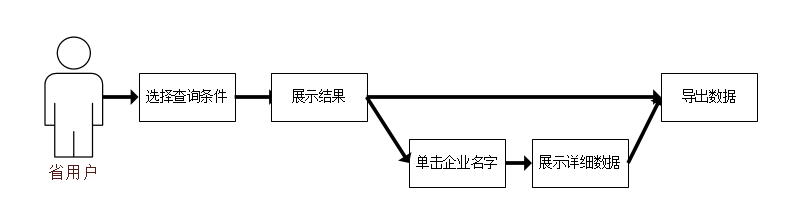 选择查询条件
展示结果
导出数据
单击企业名字
展示详细数据
省用户